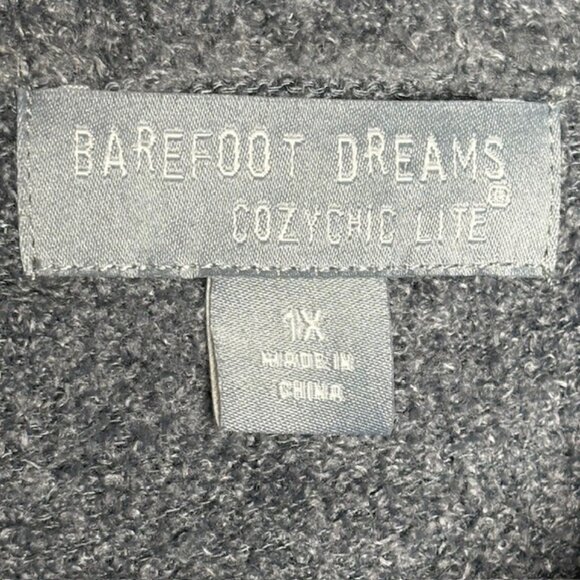 BAREFOOT DREAMS
COZYCHIC LITE®
1X
MADE IN
CHINA